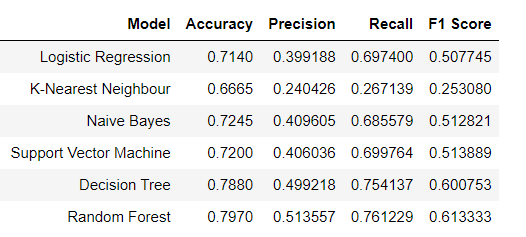 Model Accuracy Precision Recall F1 Score
Logistic Regression 0.7140 0.399188 0.697400 0.507745
K-Nearest Neighbour 0.6665 0.240426 0.267139 0.253080
Naive Bayes 0.7245 0.409605 0.685579 0.512821
Support Vector Machine 0.7200 0.406036 0.699764 0.513889
Decision Tree 0.7880 0.499218 0.754137 0.600753
Random Forest 0.7970 0.513557 0.761229 0.613333